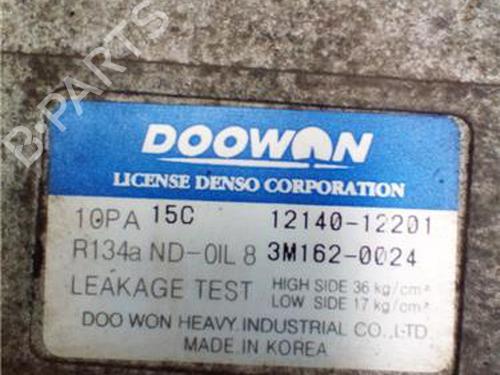 B-PARTS
DOOWON
LICENSE DENSO CORPORATION
10PA 15C 12140-12201
R134a ND-OIL 8 3M162-0024
LEAKAGE TEST HIGH SIDE 36 kg/cm²
LOW SIDE 17 kg/cm²
DOO WON HEAVY INDUSTRIAL CO.,LTD
MADE IN KOREA